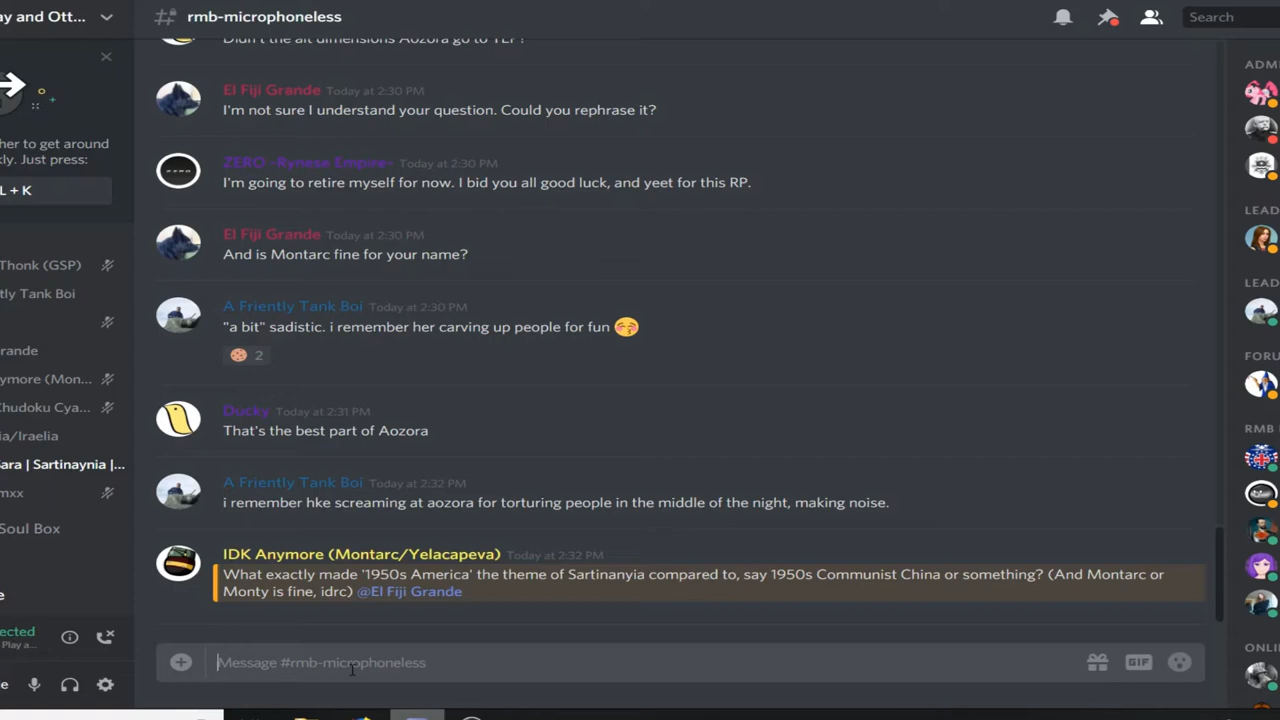 ay and Ott...
rmb-microphoneless
Search
her to get around
kly. Just press:
L + K
Thonk (GSP)
tly Tank Boi
rande
nymore (Mon...
Chudoku Cya...
ia/Iraelia
ara | Sartinaynia |...
mxx
Soul Box
e
ected
Play a
e
Didn't the alt dimensions Aozora go to TEP?
El Fiji Grande Today at 2:30 PM
I'm not sure I understand your question. Could you rephrase it?
ZERO -Rynese Empire- Today at 2:30 PM
I'm going to retire myself for now. I bid you all good luck, and yeet for this RP.
El Fiji Grande Today at 2:30 PM
And is Montarc fine for your name?
A Friently Tank Boi Today at 2:30 PM
"a bit" sadistic. i remember her carving up people for fun
2
Ducky Today at 2:31 PM
That's the best part of Aozora
A Friently Tank Boi Today at 2:32 PM
i remember hke screaming at aozora for torturing people in the middle of the night, making noise.
IDK Anymore (Montarc/Yelacapeva) Today at 2:32 PM
What exactly made '1950s America' the theme of Sartinanyia compared to, say 1950s Communist China or something? (And Montarc or
Monty is fine, idrc) @El Fiji Grande
Message #rmb-microphoneless
GIF
ADMI
LEAD
LEAD
FORU
RMB
ONLI